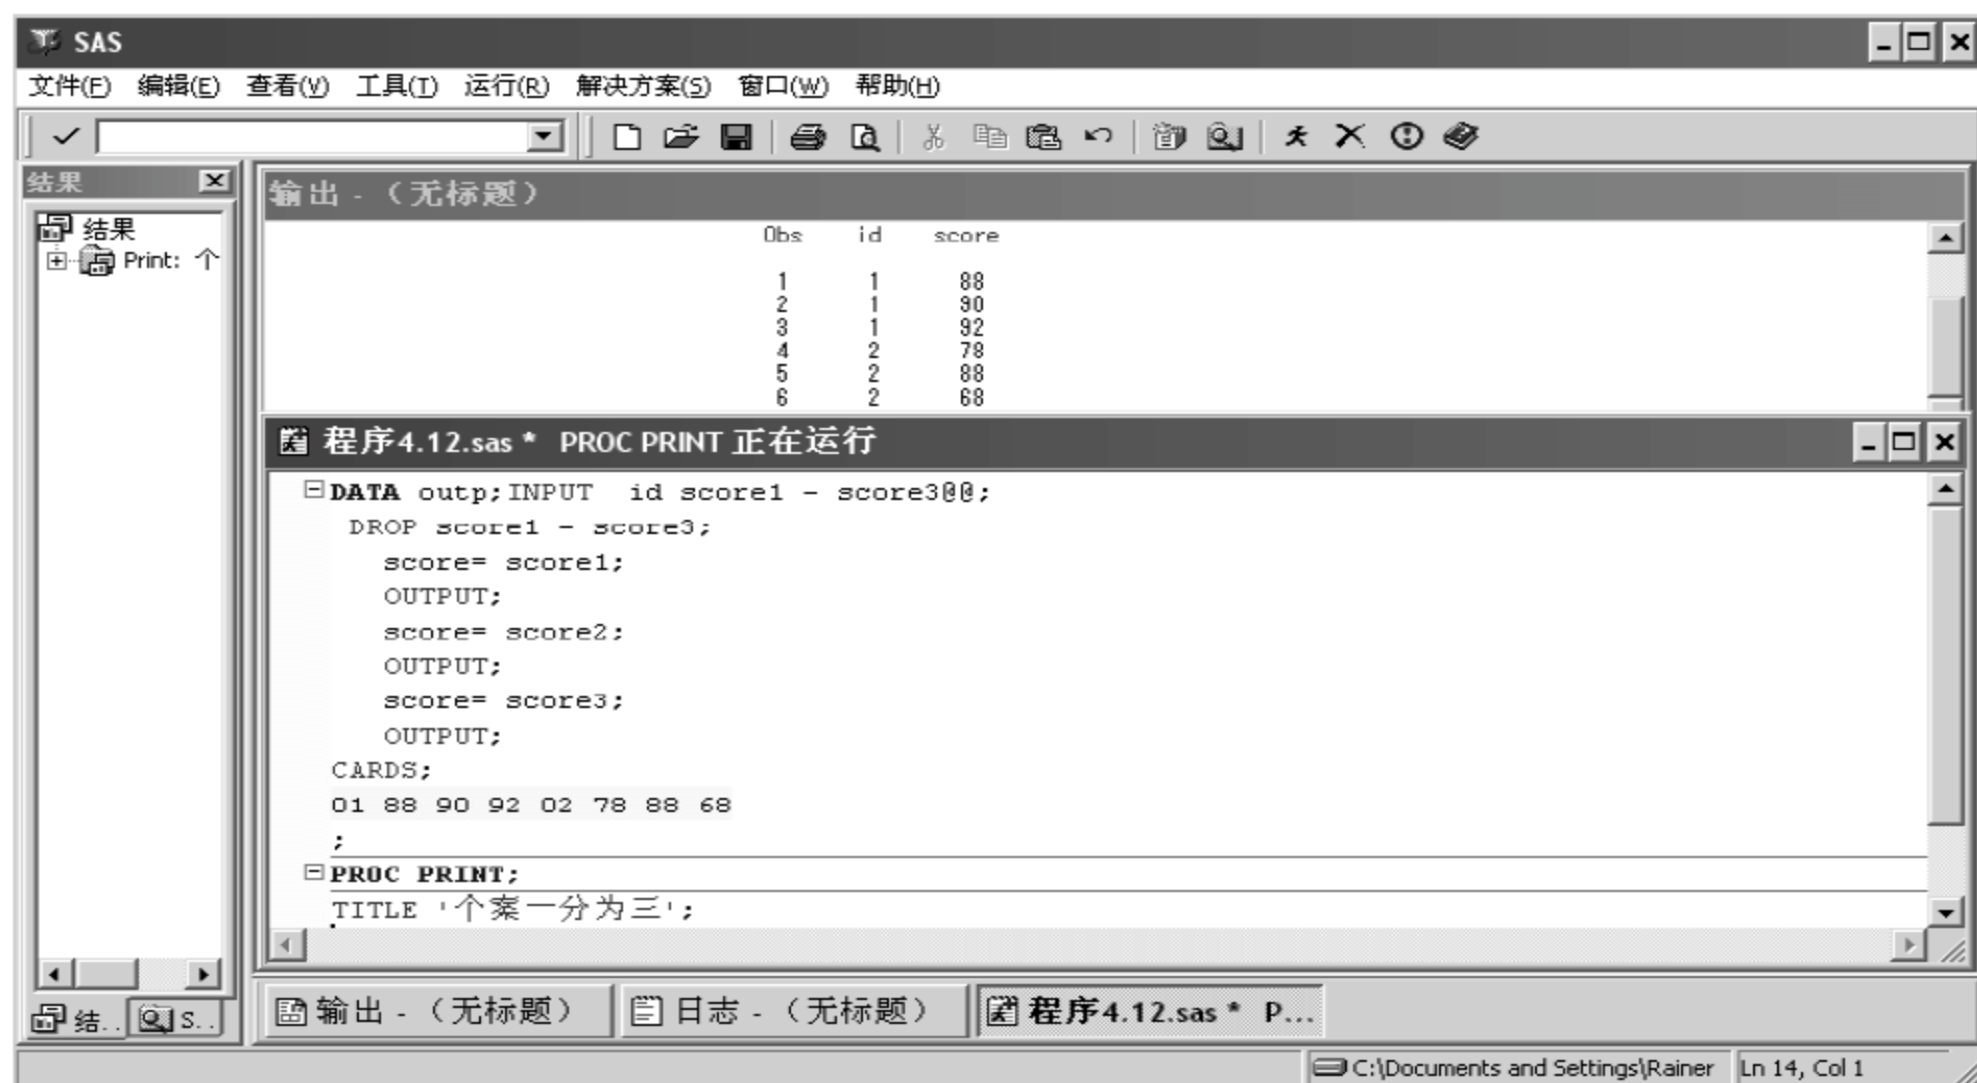 SAS
文件(F) 编辑(E) 查看(V) 工具(T) 运行(R) 解决方案(S) 窗口(W) 帮助(H)
结果
输出 - （无标题）
结果
Print: 个
Obs id score
1 1 88
2 1 90
3 1 92
4 2 78
5 2 88
6 2 68
程序4.12.sas * PROC PRINT 正在运行
DATA outp;INPUT id score1 - score3@@;
DROP score1 - score3;
score= score1;
OUTPUT;
score= score2;
OUTPUT;
score= score3;
OUTPUT;
CARDS;
01 88 90 92 02 78 88 68
;
PROC PRINT;
TITLE '个案一分为三';
结.. S..
输出 - （无标题） 日志 - （无标题） 程序4.12.sas * P...
C:\Documents and Settings\Rainer Ln 14, Col 1